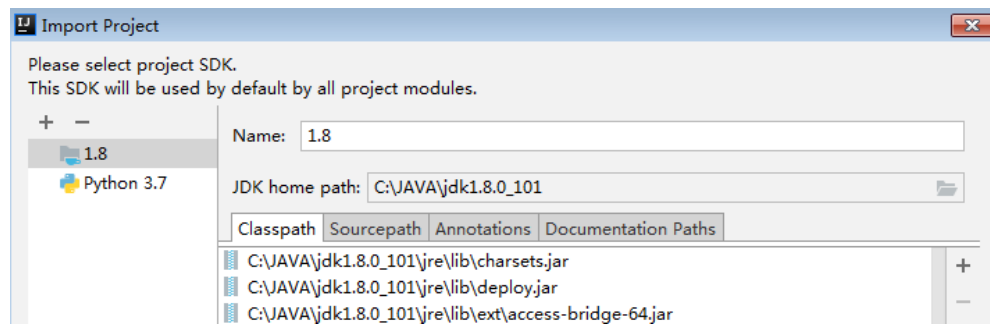 IJ Import Project
Please select project SDK.
This SDK will be used by default by all project modules.
+ −
1.8
Python 3.7
Name: 1.8
JDK home path: C:\JAVA\jdk1.8.0_101
Classpath Sourcepath Annotations Documentation Paths
C:\JAVA\jdk1.8.0_101\jre\lib\charsets.jar
C:\JAVA\jdk1.8.0_101\jre\lib\deploy.jar
C:\JAVA\jdk1.8.0_101\jre\lib\ext\access-bridge-64.jar